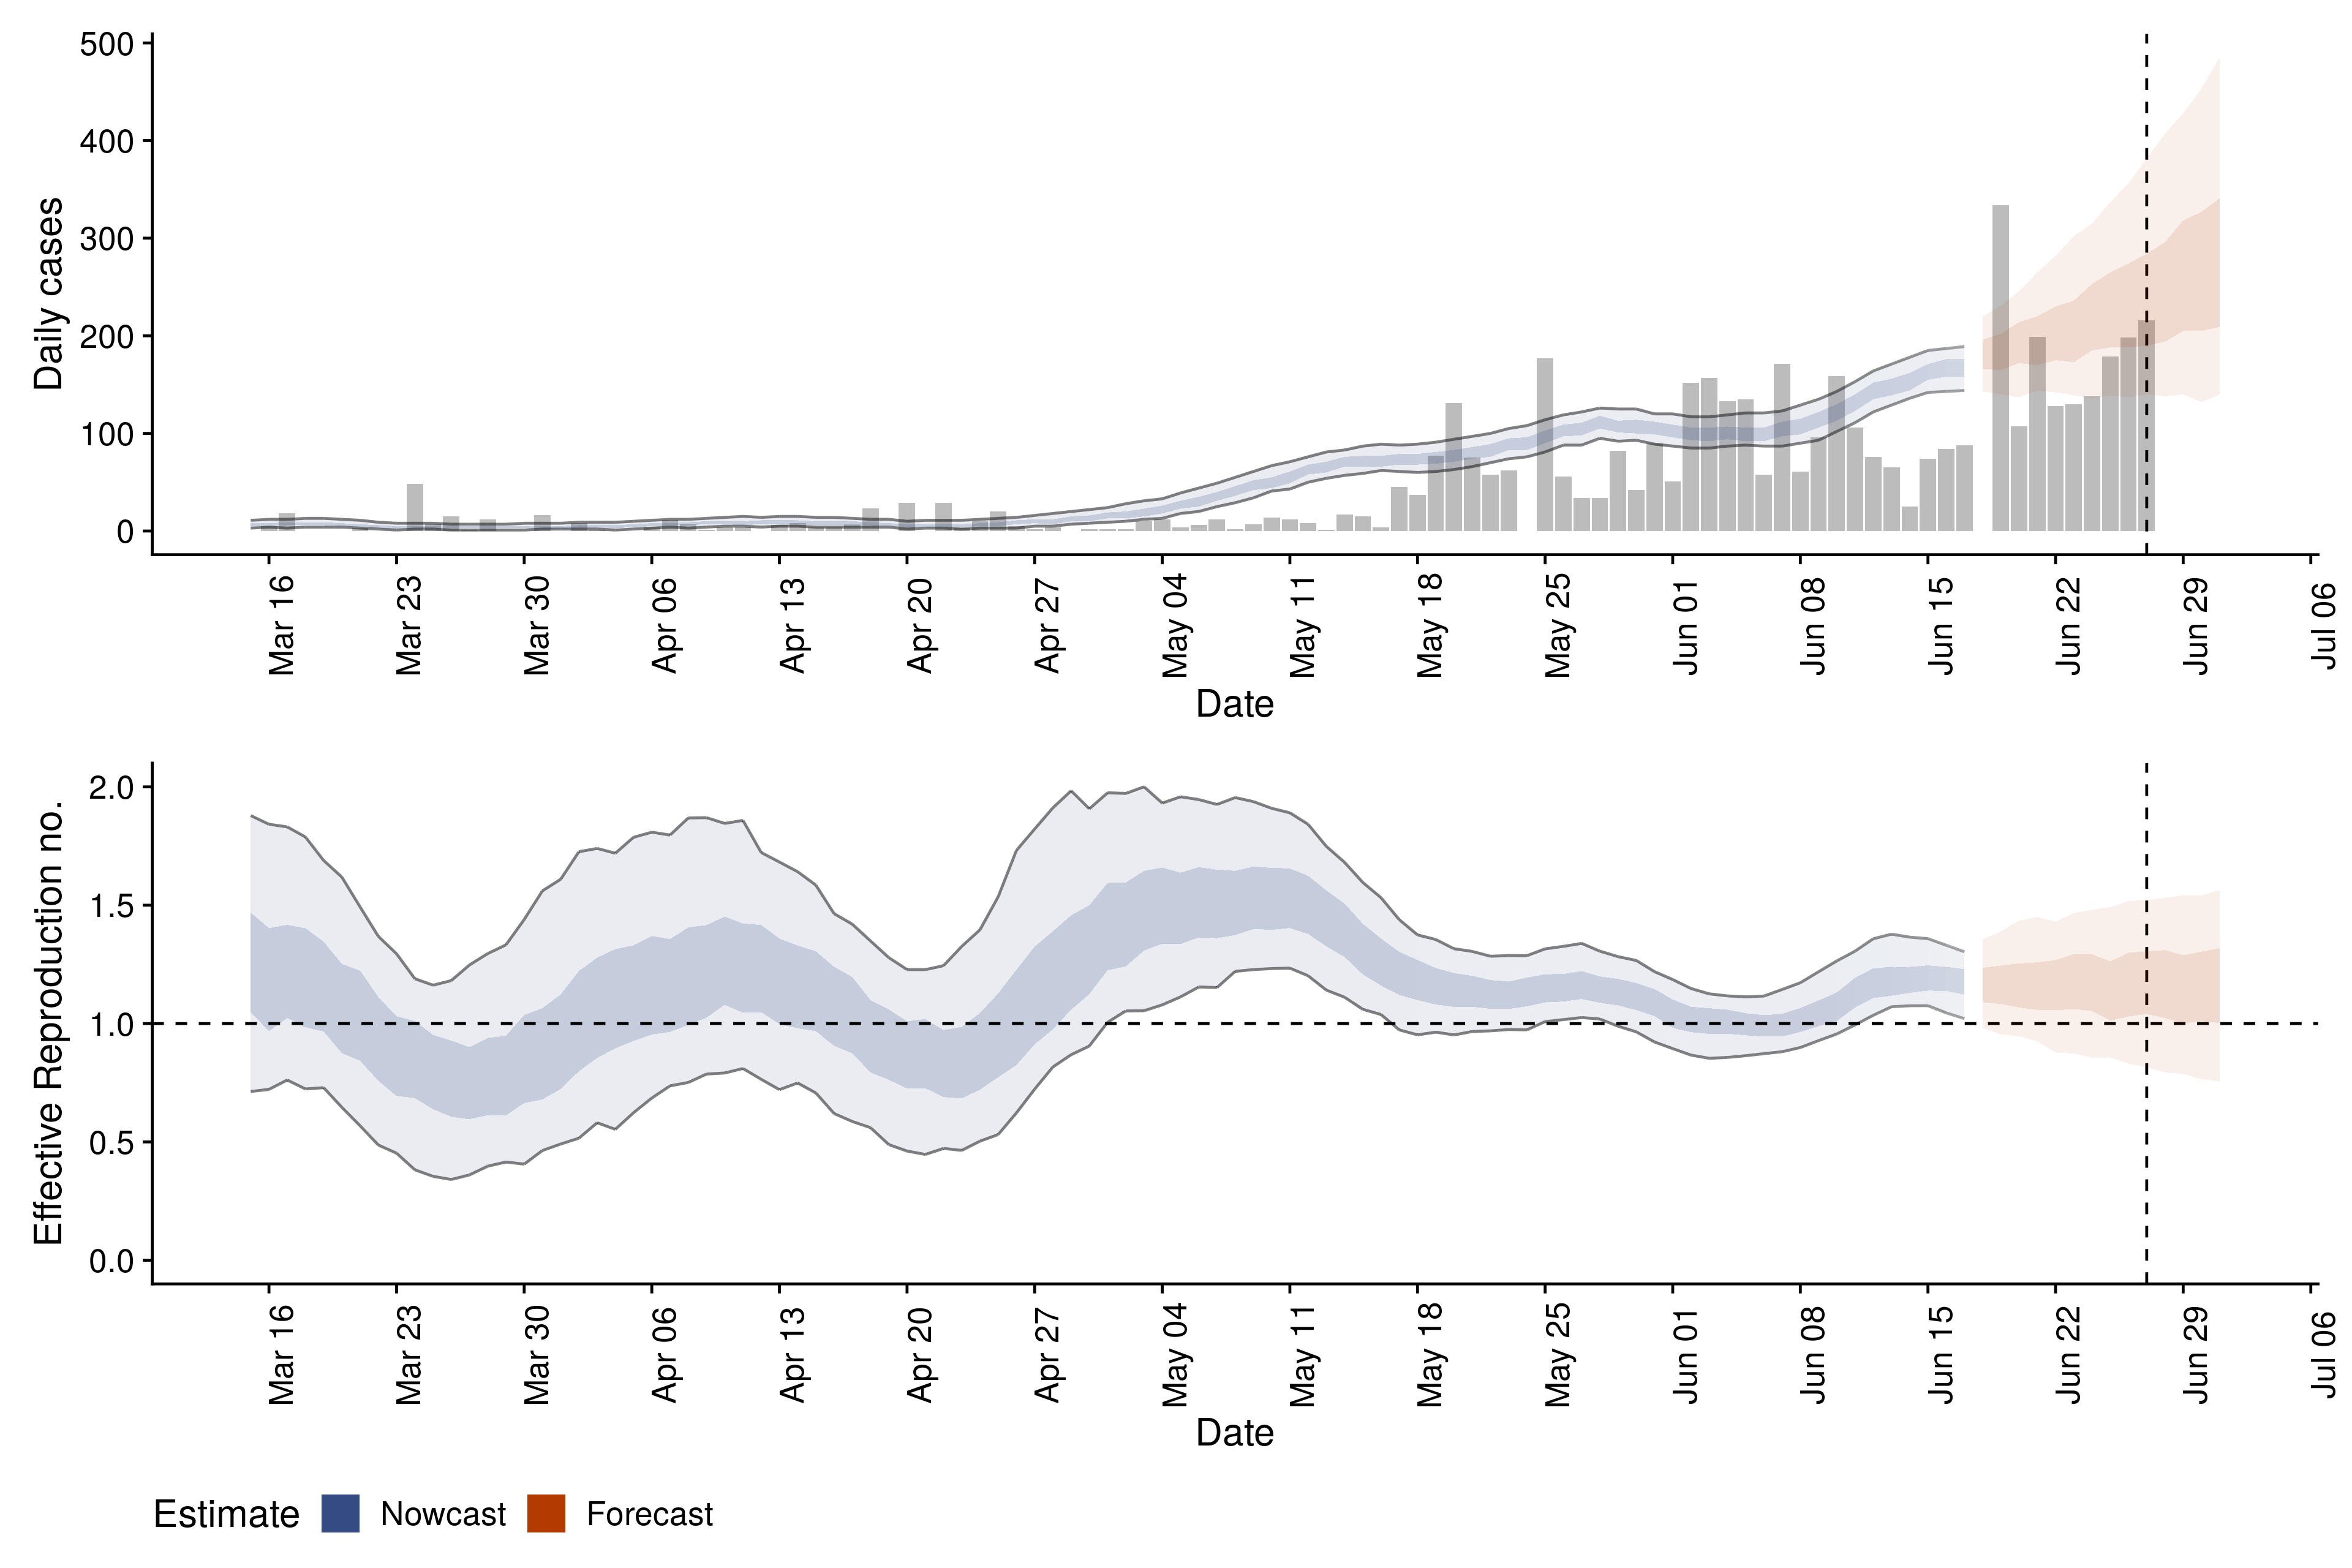 500
400
300
200
100
0
Daily cases
Mar 16 Mar 23 Mar 30 Apr 06 Apr 13 Apr 20 Apr 27 May 04 May 11 May 18 May 25 Jun 01 Jun 08 Jun 15 Jun 22 Jun 29 Jul 06
Date
2.0
1.5
1.0
0.5
0.0
Effective Reproduction no.
Mar 16 Mar 23 Mar 30 Apr 06 Apr 13 Apr 20 Apr 27 May 04 May 11 May 18 May 25 Jun 01 Jun 08 Jun 15 Jun 22 Jun 29 Jul 06
Date
Estimate Nowcast Forecast